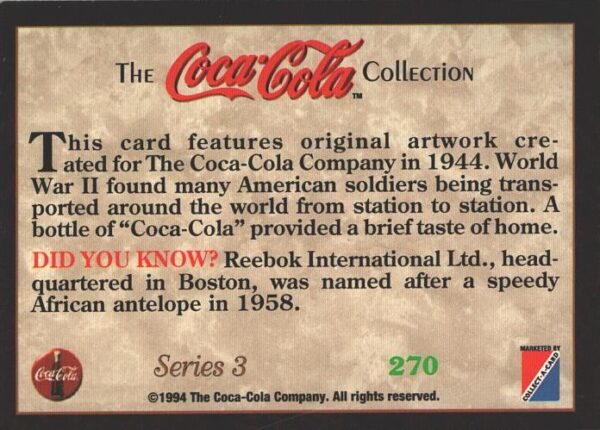 The Coca-Cola™ Collection
This card features original artwork cre-
ated for The Coca-Cola Company in 1944. World
War II found many American soldiers being trans-
ported around the world from station to station. A
bottle of “Coca-Cola” provided a brief taste of home.
DID YOU KNOW? Reebok International Ltd., head-
quartered in Boston, was named after a speedy
African antelope in 1958.
Coca-Cola
Series 3
270
MARKETED BY
COLLECT-A-CARD
©1994 The Coca-Cola Company. All rights reserved.